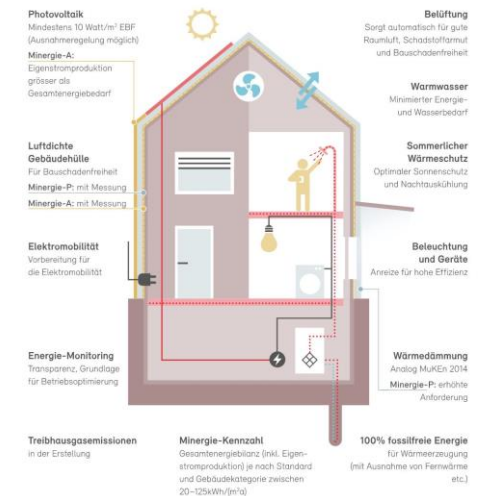 Photovoltaik
Mindestens 10 Watt/m² EBF
(Ausnahmeregelung möglich)
Minergie-A:
Eigenstromproduktion
grösser als
Gesamtenergiebedarf
Luftdichte
Gebäudehülle
Für Bauschadenfreiheit
Minergie-P: mit Messung
Minergie-A: mit Messung
Elektromobilität
Vorbereitung für
die Elektromobilität
Energie-Monitoring
Transparenz, Grundlage
für Betriebsoptimierung
Treibhausgasemissionen
in der Erstellung
Minergie-Kennzahl
Gesamtenergiebilanz (inkl. Eigen-
stromproduktion) je nach Standard
und Gebäudekategorie zwischen
20–125kWh/(m²a)
Belüftung
Sorgt automatisch für gute
Raumluft, Schadstoffarmut
und Bauschadenfreiheit
Warmwasser
Minimierter Energie-
und Wasserbedarf
Sommerlicher
Wärmeschutz
Optimaler Sonnenschutz
und Nachtauskühlung
Beleuchtung
und Geräte
Anreize für hohe Effizienz
Wärmedämmung
Analog MuKEn 2014
Minergie-P: erhöhte
Anforderung
100% fossilfreie Energie
für Wärmeerzeugung
(mit Ausnahme von Fernwärme
etc.)